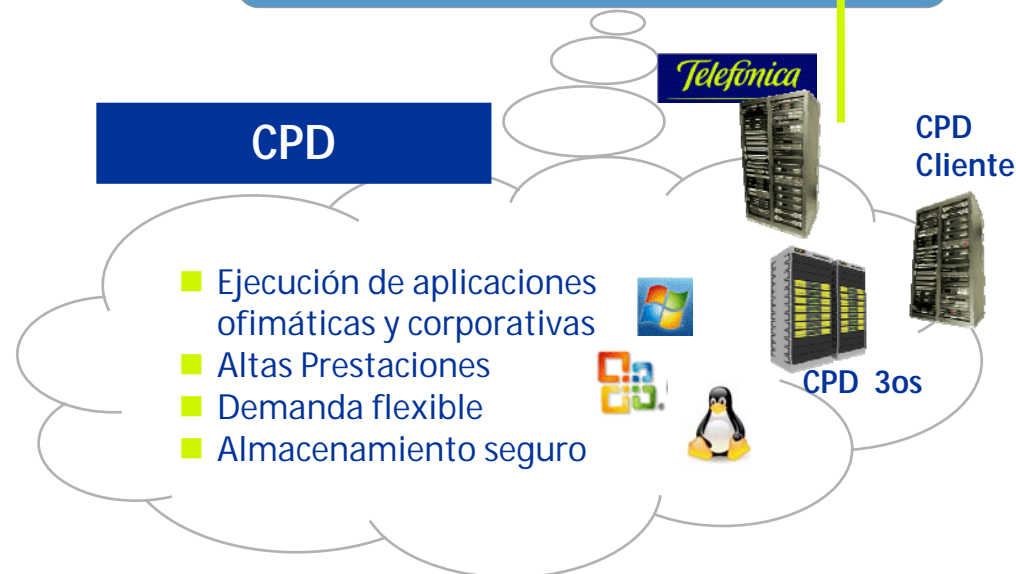 Telefónica
CPD
CPD
Cliente
Ejecución de aplicaciones
ofimáticas y corporativas
Altas Prestaciones
Demanda flexible
Almacenamiento seguro
CPD 3os